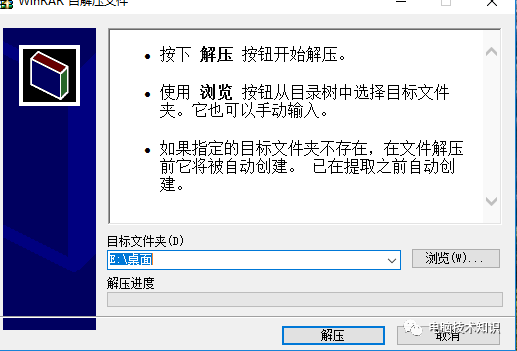 WinRAR 自解压文件
按下 解压 按钮开始解压。
使用 浏览 按钮从目录树中选择目标文件
夹。它也可以手动输入。
如果指定的目标文件夹不存在，在文件解压
前它将被自动创建。 已在提取之前自动创
建。
目标文件夹(D)
E:\桌面
浏览(W)...
解压进度
解压
取消
电脑技术知识